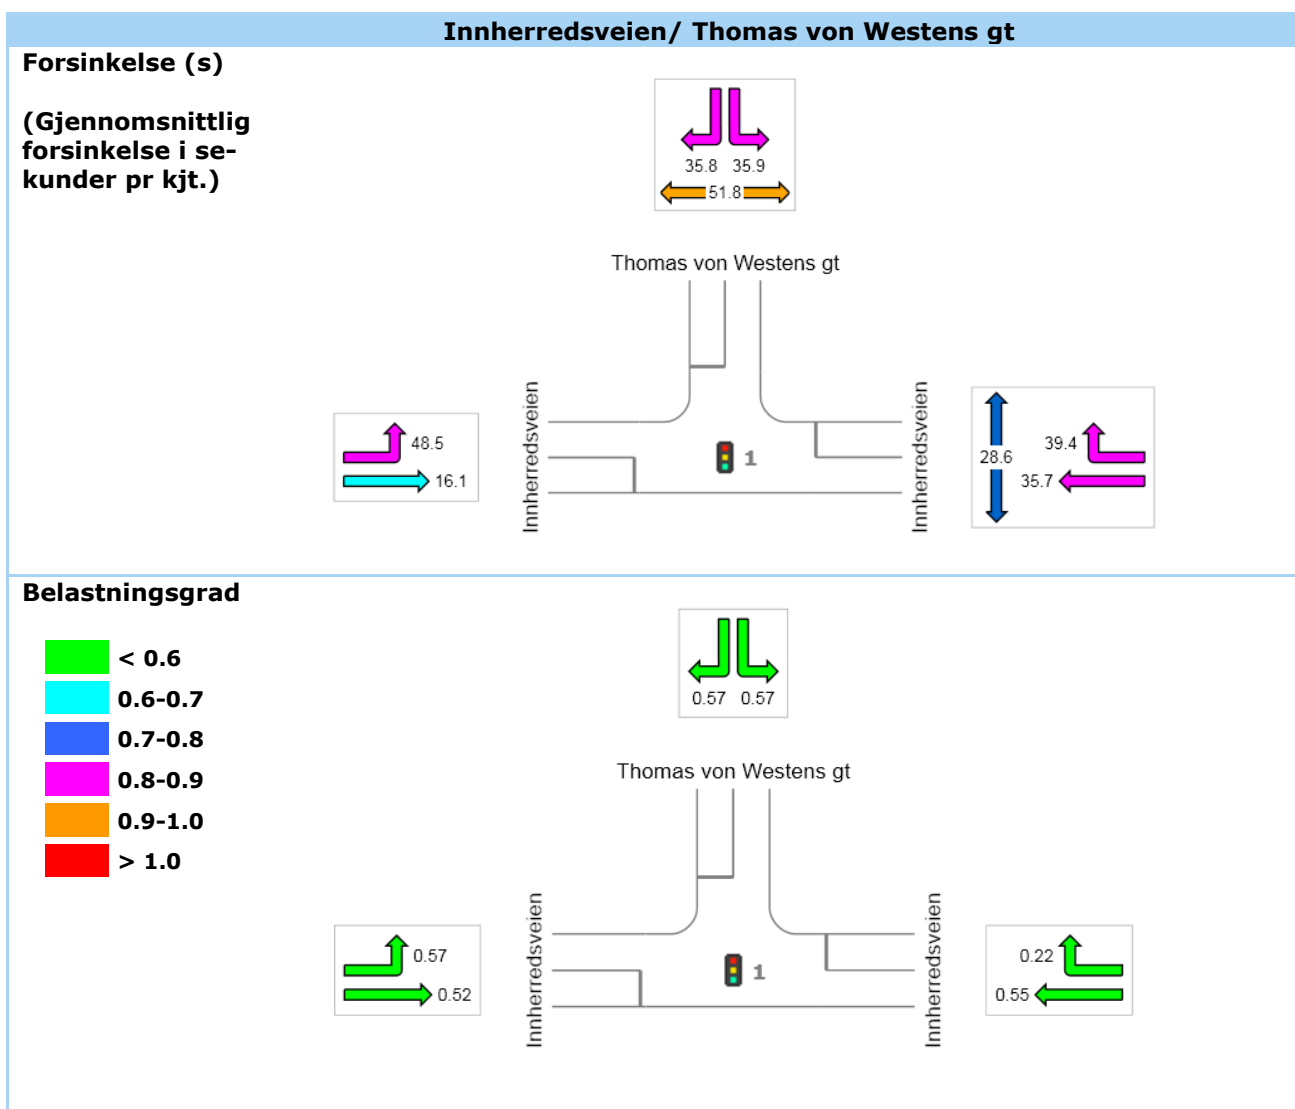 Innherredsveien/ Thomas von Westens gt
Forsinkelse (s)
(Gjennomsnittlig
forsinkelse i se-
kunder pr kjt.)
35.8 35.9
51.8
Thomas von Westens gt
Innherredsveien
48.5
16.1
1
Innherredsveien
28.6
39.4
35.7
Belastningsgrad
< 0.6
0.6-0.7
0.7-0.8
0.8-0.9
0.9-1.0
> 1.0
0.57 0.57
Thomas von Westens gt
Innherredsveien
0.57
0.52
1
Innherredsveien
0.22
0.55